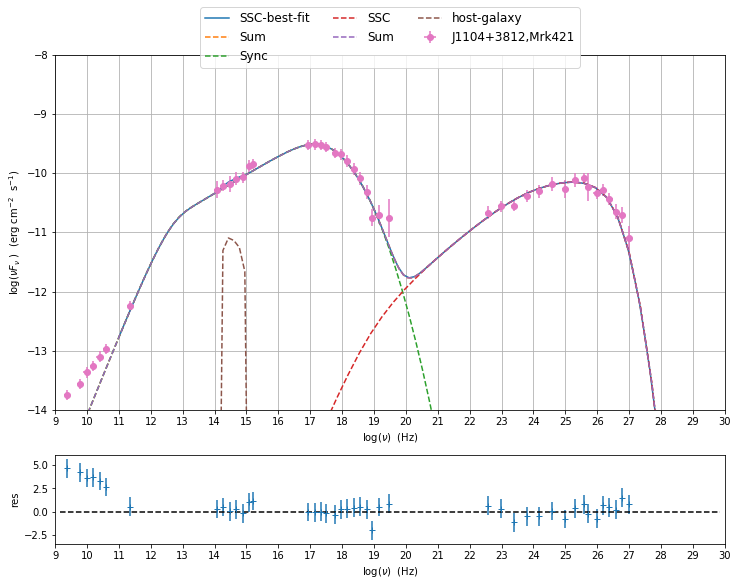 SSC-best-fit SSC host-galaxy
Sum Sum J1104+3812,Mrk421
Sync
−8
−9
−10
−11
−12
−13
−14
log(νFᵥ) (erg cm⁻² s⁻¹)
9 10 11 12 13 14 15 16 17 18 19 20 21 22 23 24 25 26 27 28 29 30
log(ν) (Hz)
5.0
2.5
0.0
−2.5
res
9 10 11 12 13 14 15 16 17 18 19 20 21 22 23 24 25 26 27 28 29 30
log(ν) (Hz)